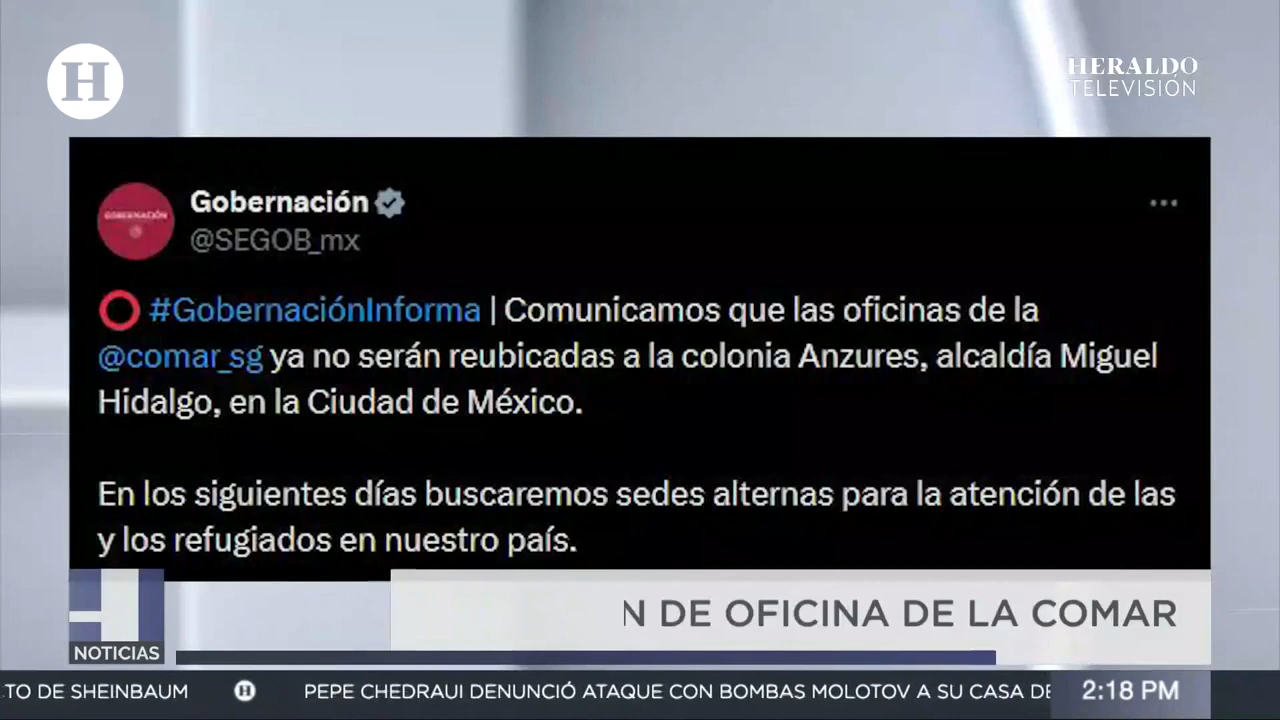 H
HERALDO
TELEVISIÓN
Gobernación
GOBERNACIÓN
@SEGOB_mx
#GobernaciónInforma | Comunicamos que las oficinas de la
@comar_sg ya no serán reubicadas a la colonia Anzures, alcaldía Miguel
Hidalgo, en la Ciudad de México.
En los siguientes días buscaremos sedes alternas para la atención de las
y los refugiados en nuestro país.
N DE OFICINA DE LA COMAR
NOTICIAS
TO DE SHEINBAUM H PEPE CHEDRAUI DENUNCIÓ ATAQUE CON BOMBAS MOLOTOV A SU CASA DE 2:18 PM